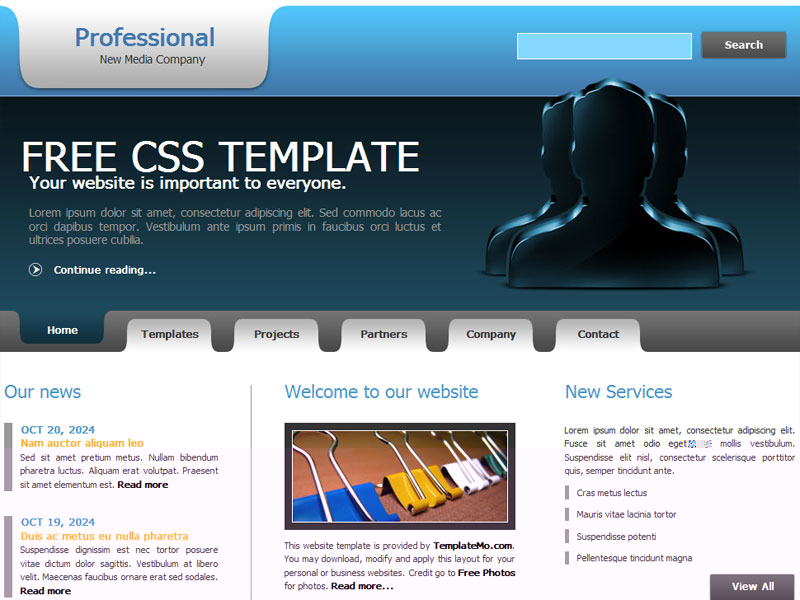 Professional
New Media Company
Search
FREE CSS TEMPLATE
Your website is important to everyone.
Lorem ipsum dolor sit amet, consectetur adipiscing elit. Sed commodo lacus ac
orci dapibus tempor. Vestibulum ante ipsum primis in faucibus orci luctus et
ultrices posuere cubilia.
Continue reading...
Home
Templates
Projects
Partners
Company
Contact
Our news
OCT 20, 2024
Nam auctor aliquam leo
Sed sit amet pretium metus. Nullam bibendum
pharetra luctus. Aliquam erat volutpat. Praesent
sit amet elementum est. Read more
OCT 19, 2024
Duis ac metus eu nulla pharetra
Suspendisse dignissim est nec tortor posuere
vitae dictum dolor sagittis. Vestibulum at libero
velit. Maecenas faucibus ornare erat sed sodales.
Read more
Welcome to our website
This website template is provided by TemplateMo.com.
You may download, modify and apply this layout for your
personal or business websites. Credit go to Free Photos
for photos. Read more...
New Services
Lorem ipsum dolor sit amet, consectetur adipiscing elit.
Fusce sit amet odio eget mollis vestibulum.
Suspendisse elit nisl, consectetur scelerisque porttitor
quis, semper tincidunt ante.
Cras metus lectus
Mauris vitae lacinia tortor
Suspendisse potenti
Pellentesque tincidunt magna
View All